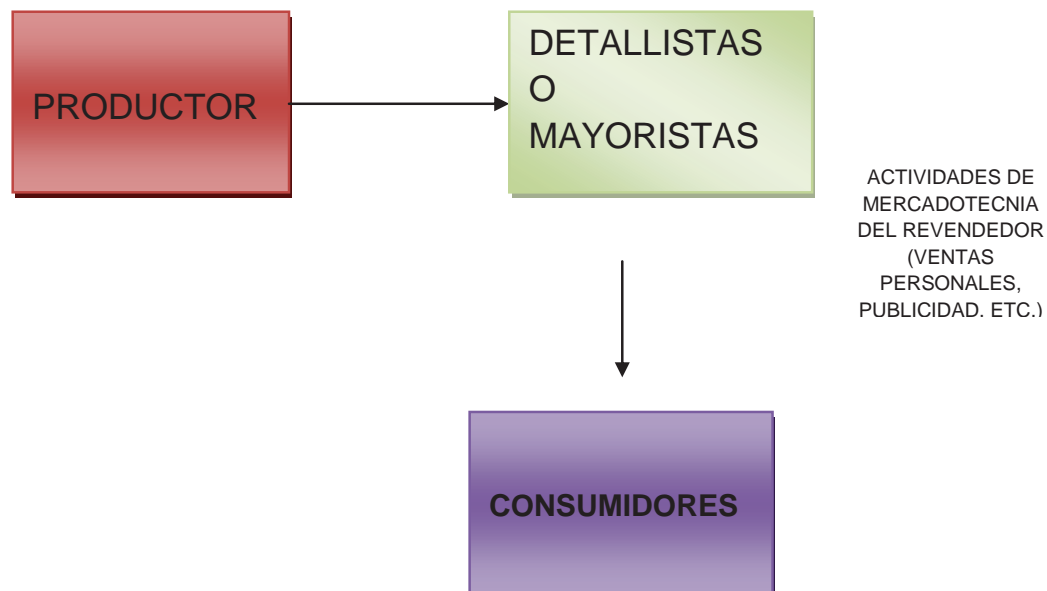 PRODUCTOR
DETALLISTAS
O
MAYORISTAS
ACTIVIDADES DE
MERCADOTECNIA
DEL REVENDEDOR
(VENTAS
PERSONALES,
PUBLICIDAD. ETC.)
CONSUMIDORES